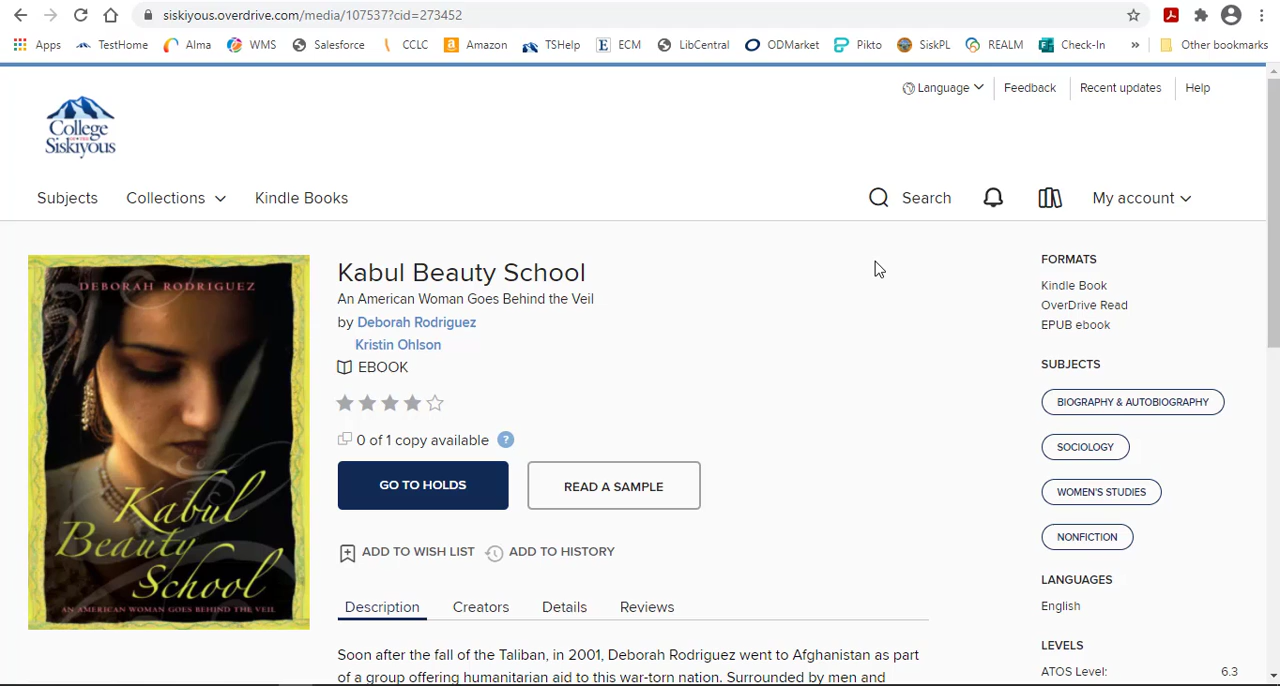 siskiyous.overdrive.com/media/107537?cid=273452
Apps TestHome Alma WMS Salesforce CCLC Amazon TSHelp ECM LibCentral ODMarket Pikto SiskPL REALM Check-In » Other bookmarks
Language Feedback Recent updates Help
College
OF THE
Siskiyous
Subjects Collections Kindle Books Search My account
DEBORAH RODRIGUEZ
Kabul
Beauty
School
AN AMERICAN WOMAN GOES BEHIND THE VEIL
Kabul Beauty School
An American Woman Goes Behind the Veil
by Deborah Rodriguez
Kristin Ohlson
EBOOK
0 of 1 copy available ?
GO TO HOLDS READ A SAMPLE
ADD TO WISH LIST ADD TO HISTORY
Description Creators Details Reviews
Soon after the fall of the Taliban, in 2001, Deborah Rodriguez went to Afghanistan as part
of a group offering humanitarian aid to this war-torn nation. Surrounded by men and
FORMATS
Kindle Book
OverDrive Read
EPUB ebook
SUBJECTS
BIOGRAPHY & AUTOBIOGRAPHY
SOCIOLOGY
WOMEN'S STUDIES
NONFICTION
LANGUAGES
English
LEVELS
ATOS Level: 6.3